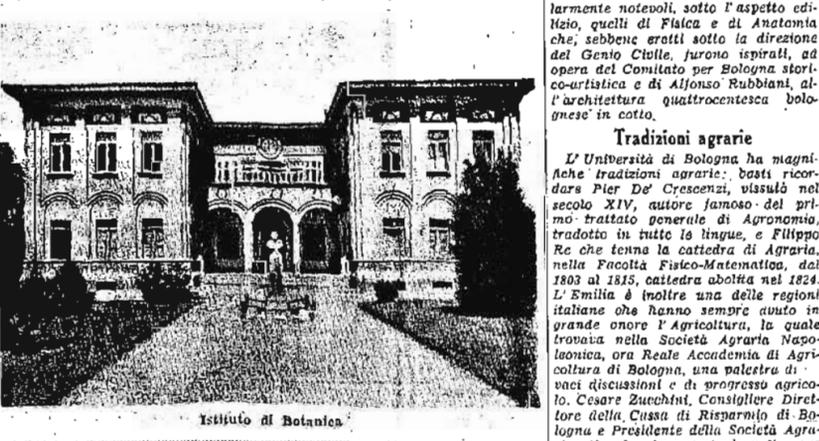 Istituto di Botanica
larmente notevoli, sotto l'aspetto edi-
lizio, quelli di Fisica e di Anatomia
che, sebbene eretti sotto la direzione
del Genio Civile, furono ispirati, ad
opera del Comitato per Bologna stori-
co-artistica e di Alfonso Rubbiani, al-
l'architettura quattrocentesca bolo-
gnese in cotto.
Tradizioni agrarie
L'Università di Bologna ha magni-
fiche tradizioni agrarie: basti ricor-
dare Pier De' Crescenzi, vissuto nel
secolo XIV, autore famoso del pri-
mo trattato generale di Agronomia,
tradotto in tutte le lingue, e Filippo
Re che tenne la cattedra di Agraria,
nella Facoltà Fisico-Matematica, dal
1803 al 1815, cattedra abolita nel 1824.
L'Emilia è inoltre una delle regioni
italiane che hanno sempre avuto in
grande onore l'Agricoltura, la quale
trovava nella Società Agraria Napo-
leonica, ora Reale Accademia di Agri-
coltura di Bologna, una palestra di
vaci discussioni e di progresso agrico-
lo. Cesare Zucchini, Consigliere Diret-
tore della Cassa di Risparmio di Bo-
logna e Presidente della Società Agra-